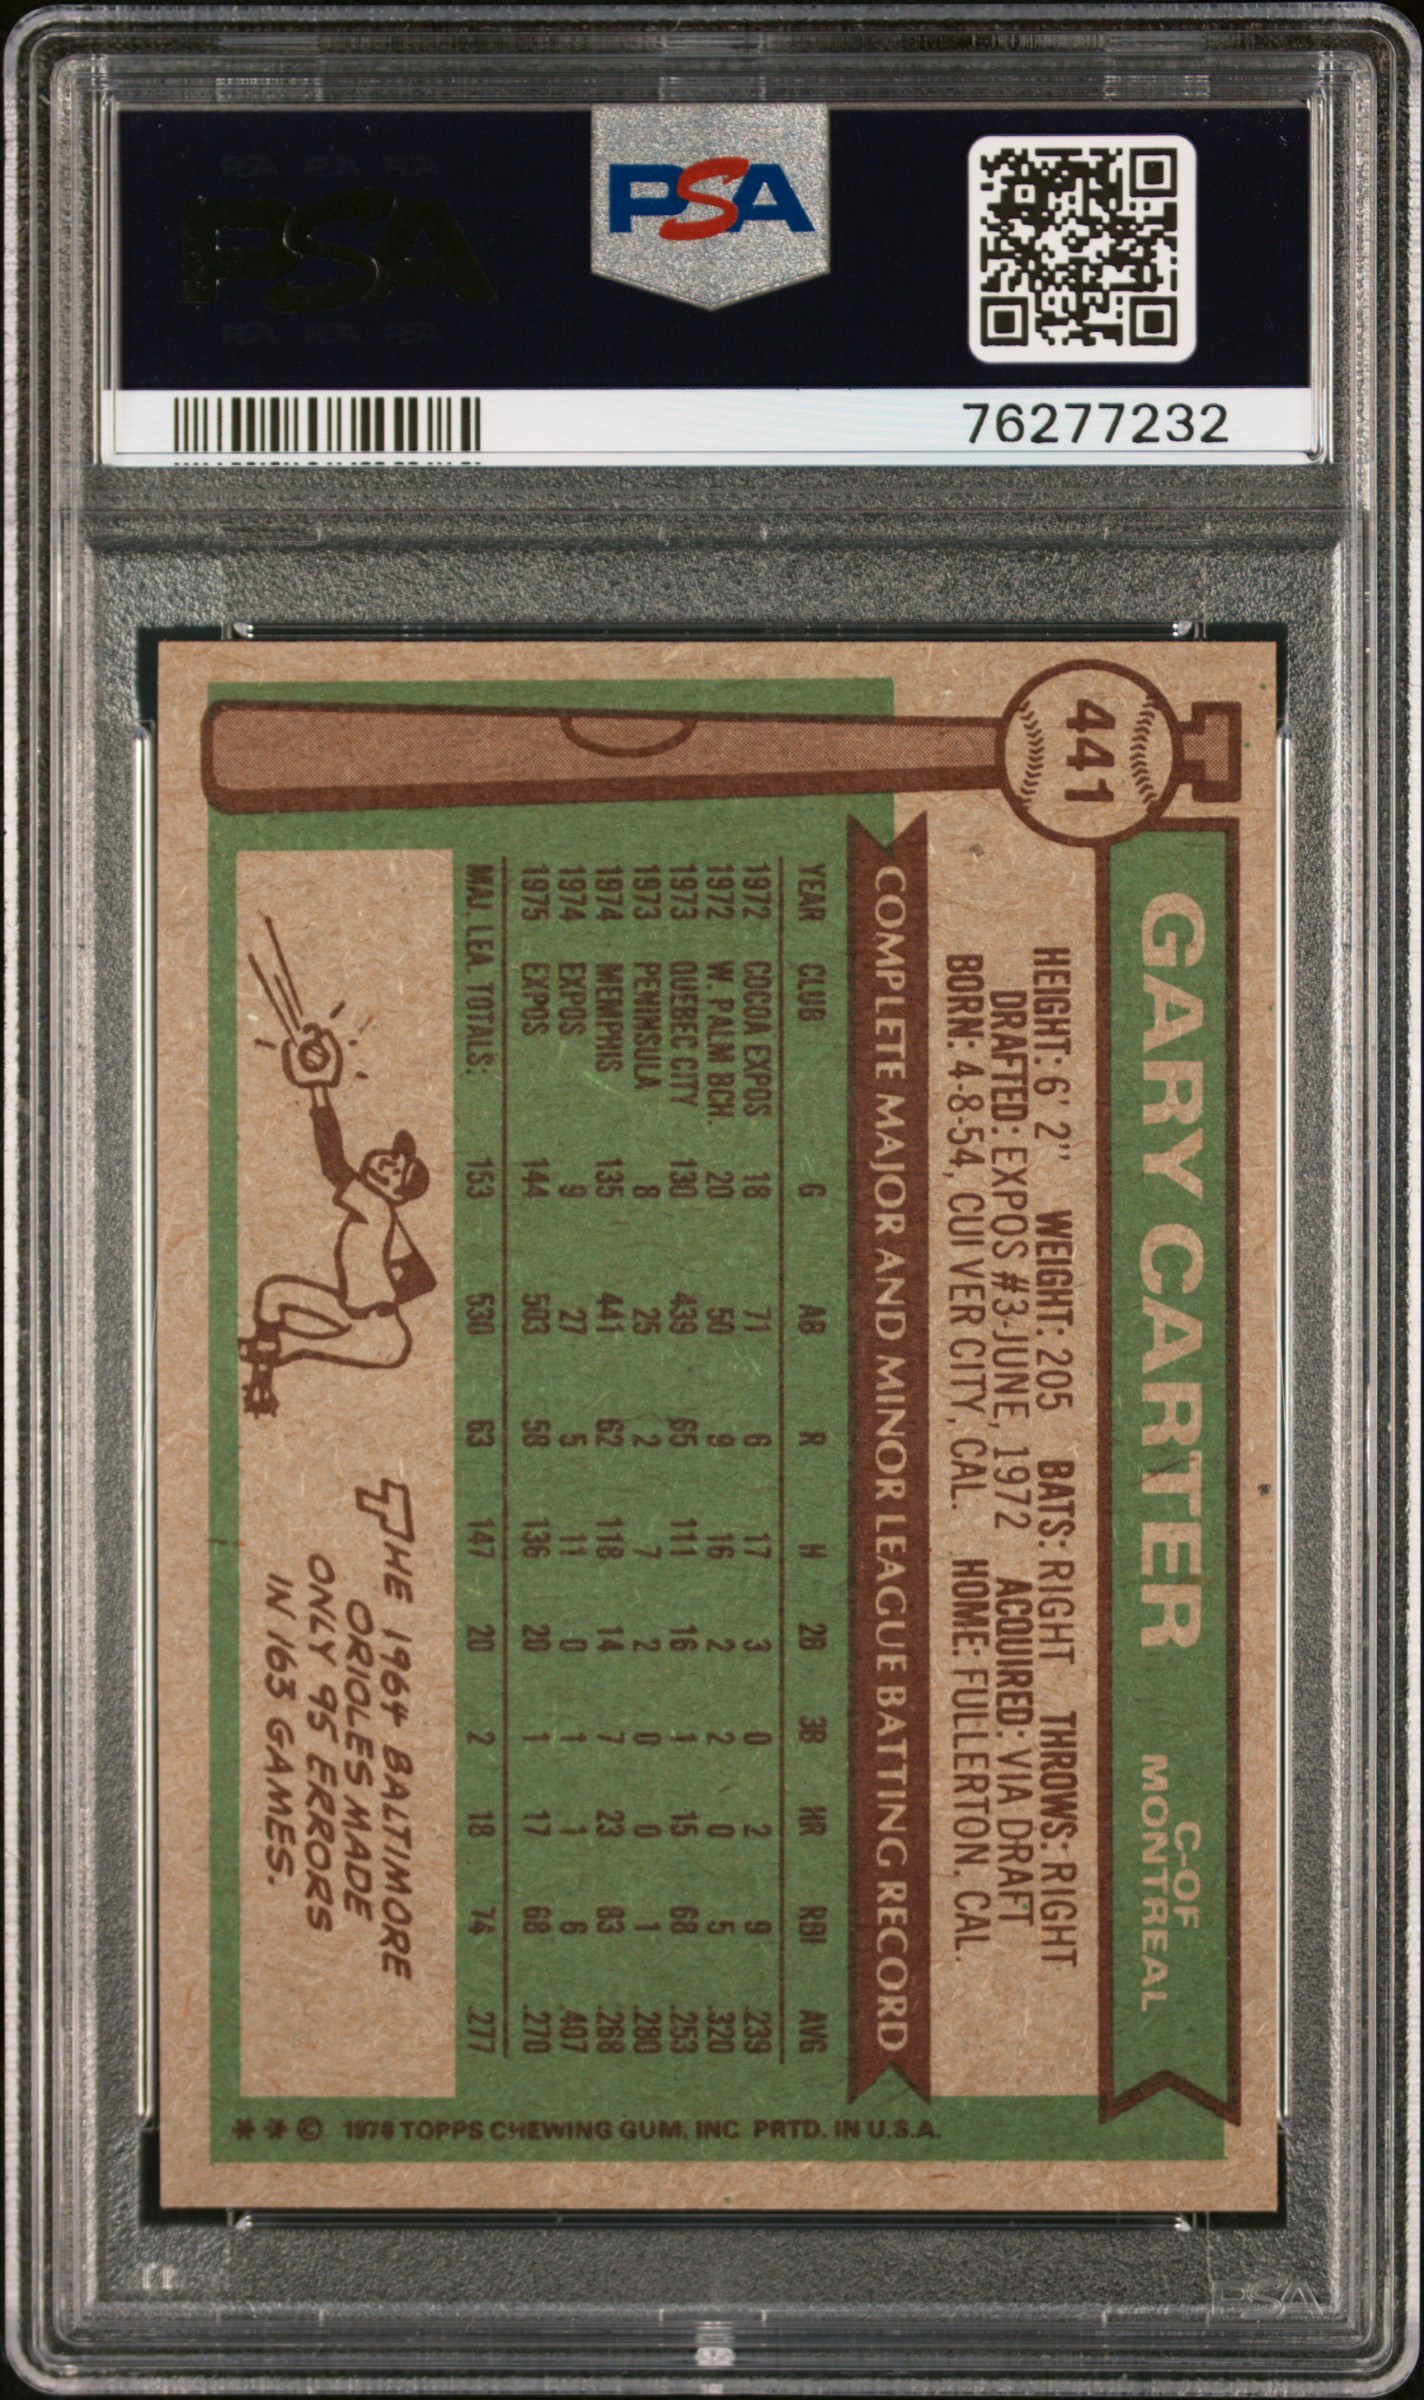 PSA PSA PSA
PSA
PSA PSA PSA
PSA
76277232
441
GARY CARTER
C-OF
MONTREAL
HEIGHT: 6' 2" WEIGHT: 205 BATS: RIGHT THROWS: RIGHT
DRAFTED: EXPOS #3-JUNE, 1972 ACQUIRED: VIA DRAFT
BORN: 4-8-54, CULVER CITY, CAL. HOME: FULLERTON, CAL.
COMPLETE MAJOR AND MINOR LEAGUE BATTING RECORD
YEAR CLUB G AB R H 2B 3B HR RBI AVG
1972 COCOA EXPOS 18 71 6 17 3 0 2 9 .239
1972 W. PALM BCH. 20 50 9 16 2 2 0 5 .320
1973 QUEBEC CITY 130 439 65 111 16 1 15 68 .253
1973 PENINSULA 8 25 2 7 2 0 0 1 .280
1974 MEMPHIS 135 441 62 118 14 7 23 83 .268
1974 EXPOS 9 27 5 11 0 1 1 6 .407
1975 EXPOS 144 503 58 136 20 1 17 68 .270
MAJ. LEA. TOTALS: 153 530 63 147 20 2 18 74 .277
THE 1964 BALTIMORE
ORIOLES MADE
ONLY 95 ERRORS
IN 163 GAMES.
** © 1976 TOPPS CHEWING GUM, INC PRTD. IN U.S.A.
PSA